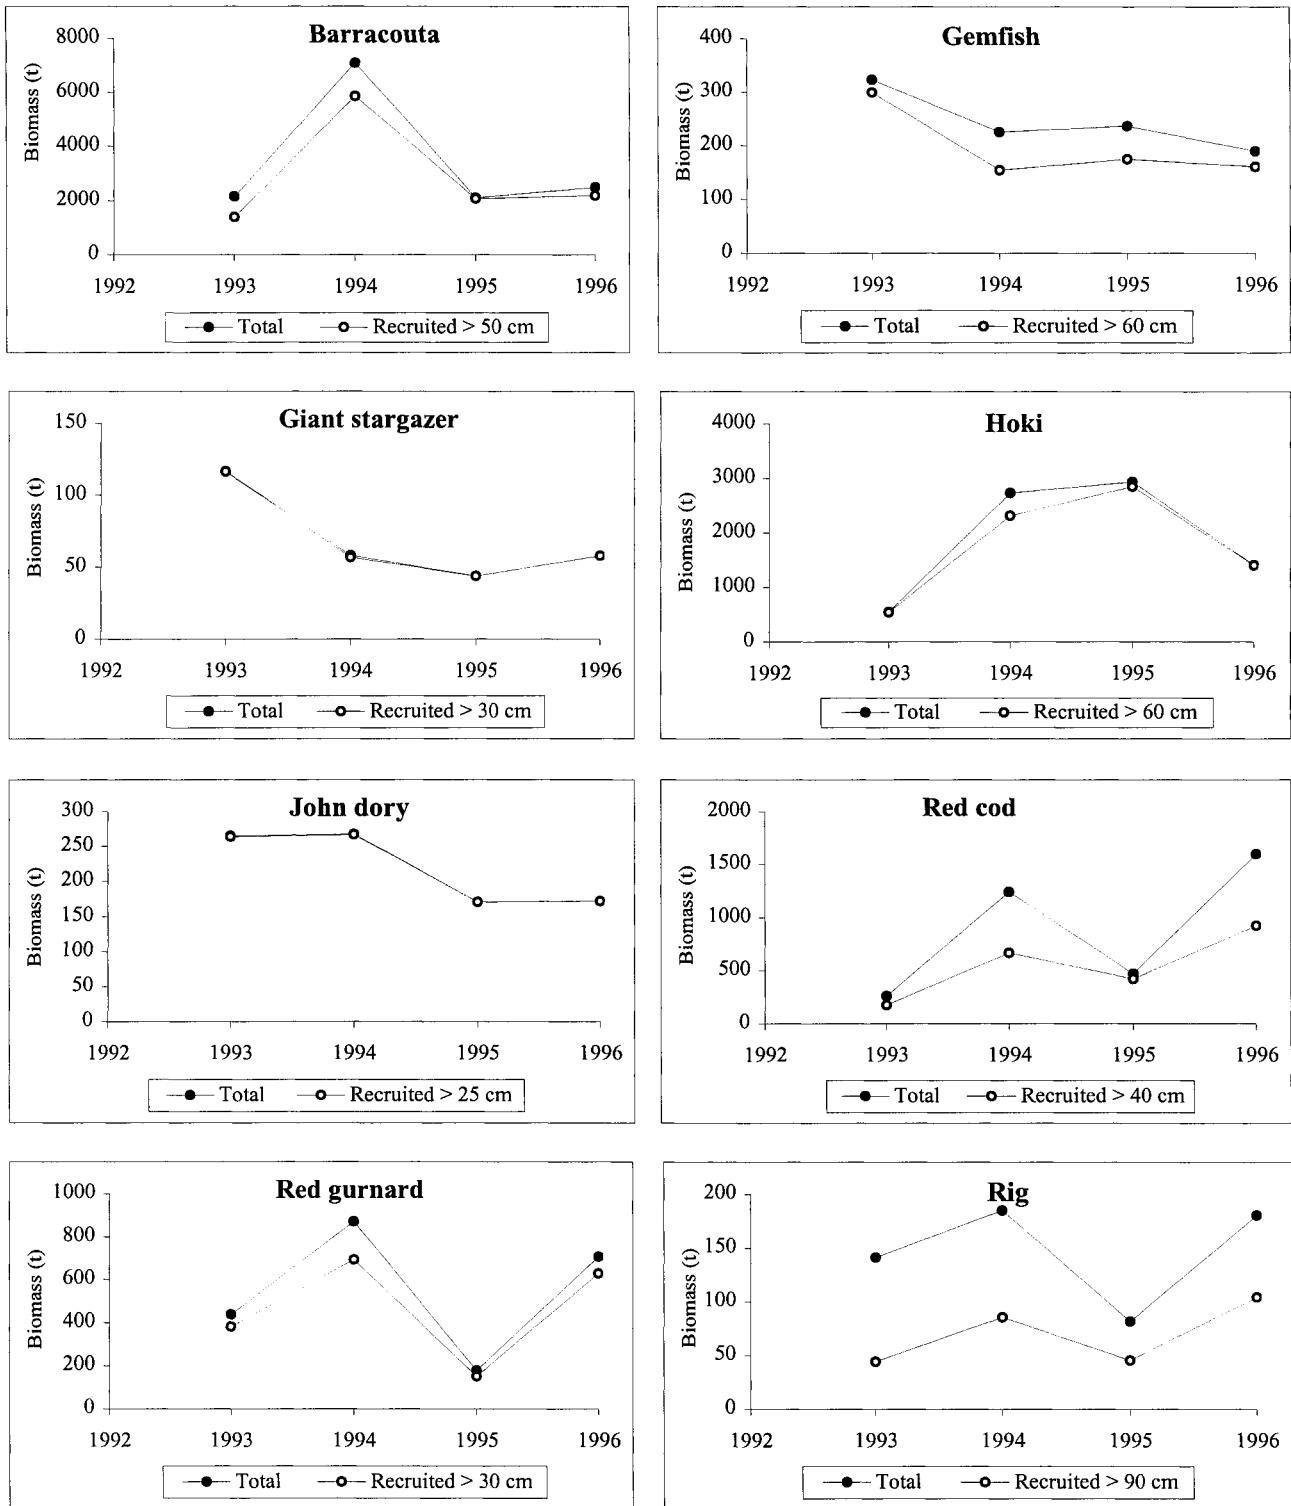 Barracouta
Biomass (t)
8000
6000
4000
2000
0
1992 1993 1994 1995 1996
Total Recruited > 50 cm
Gemfish
Biomass (t)
400
300
200
100
0
1992 1993 1994 1995 1996
Total Recruited > 60 cm
Giant stargazer
Biomass (t)
150
100
50
0
1992 1993 1994 1995 1996
Total Recruited > 30 cm
Hoki
Biomass (t)
4000
3000
2000
1000
0
1992 1993 1994 1995 1996
Total Recruited > 60 cm
John dory
Biomass (t)
300
250
200
150
100
50
0
1992 1993 1994 1995 1996
Total Recruited > 25 cm
Red cod
Biomass (t)
2000
1500
1000
500
0
1992 1993 1994 1995 1996
Total Recruited > 40 cm
Red gurnard
Biomass (t)
1000
800
600
400
200
0
1992 1993 1994 1995 1996
Total Recruited > 30 cm
Rig
Biomass (t)
200
150
100
50
0
1992 1993 1994 1995 1996
Total Recruited > 90 cm